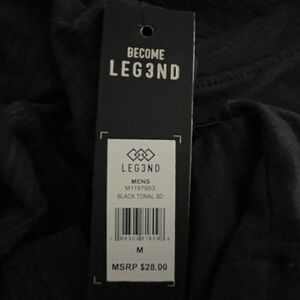 BECOME
LEG3ND
LEG3ND
MENS
M1197953
BLACK TONAL SD
M
MSRP $28.00